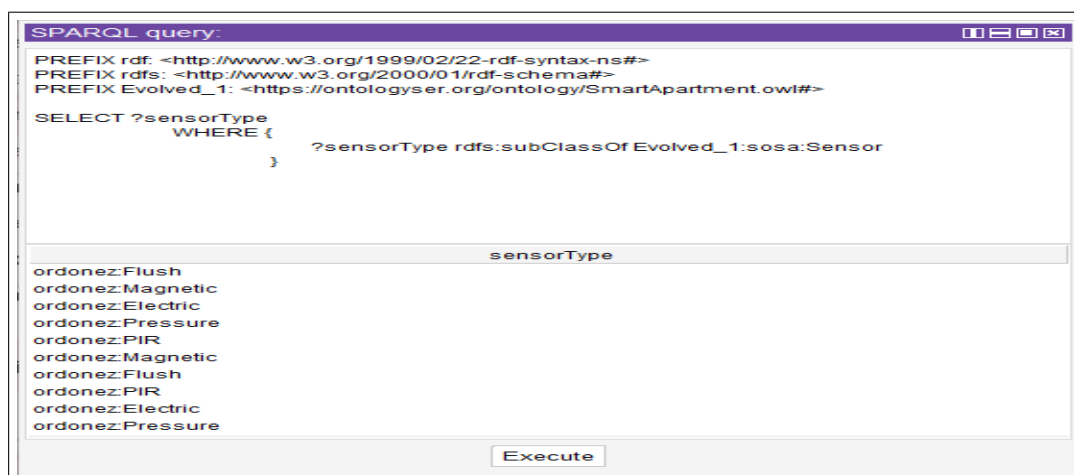 SPARQL query:
PREFIX rdf: <http://www.w3.org/1999/02/22-rdf-syntax-ns#>
PREFIX rdfs: <http://www.w3.org/2000/01/rdf-schema#>
PREFIX Evolved_1: <https://ontologyser.org/ontology/SmartApartment.owl#>
SELECT ?sensorType
WHERE {
?sensorType rdfs:subClassOf Evolved_1:sosa:Sensor
}
sensorType
ordonez:Flush
ordonez:Magnetic
ordonez:Electric
ordonez:Pressure
ordonez:PIR
ordonez:Magnetic
ordonez:Flush
ordonez:PIR
ordonez:Electric
ordonez:Pressure
Execute